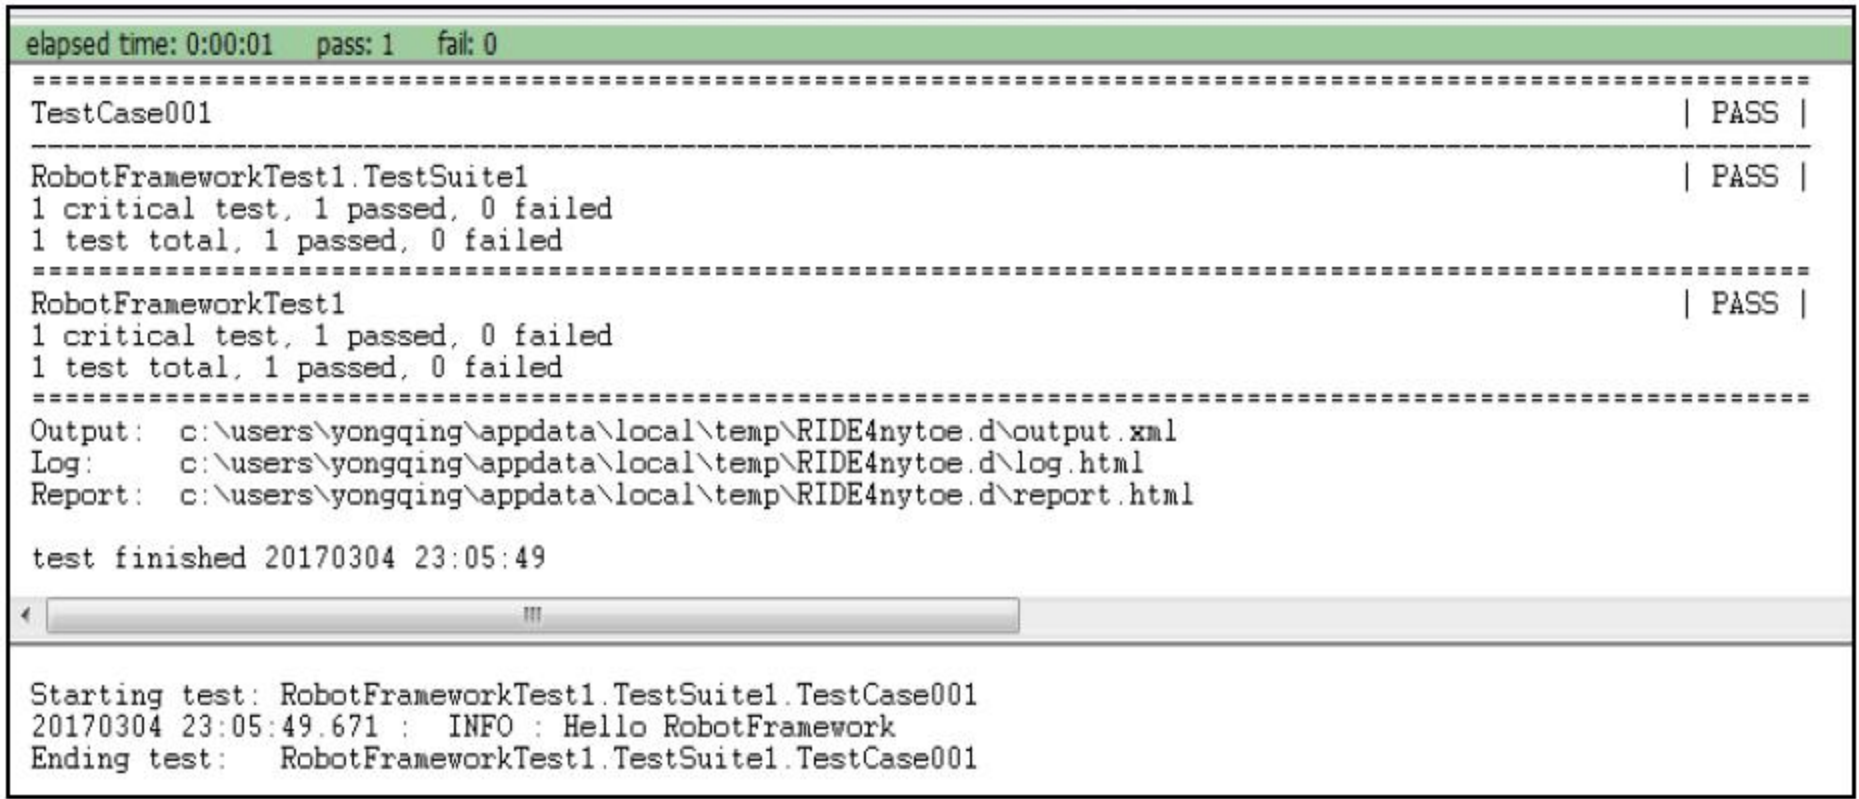 elapsed time: 0:00:01 pass: 1 fail: 0
==============================================================================
TestCase001 | PASS |
------------------------------------------------------------------------------
RobotFrameworkTest1.TestSuite1 | PASS |
1 critical test, 1 passed, 0 failed
1 test total, 1 passed, 0 failed
==============================================================================
RobotFrameworkTest1 | PASS |
1 critical test, 1 passed, 0 failed
1 test total, 1 passed, 0 failed
==============================================================================
Output: c:\users\yongqing\appdata\local\temp\RIDE4nytoe.d\output.xml
Log: c:\users\yongqing\appdata\local\temp\RIDE4nytoe.d\log.html
Report: c:\users\yongqing\appdata\local\temp\RIDE4nytoe.d\report.html
test finished 20170304 23:05:49
Starting test: RobotFrameworkTest1.TestSuite1.TestCase001
20170304 23:05:49.671 : INFO : Hello RobotFramework
Ending test: RobotFrameworkTest1.TestSuite1.TestCase001